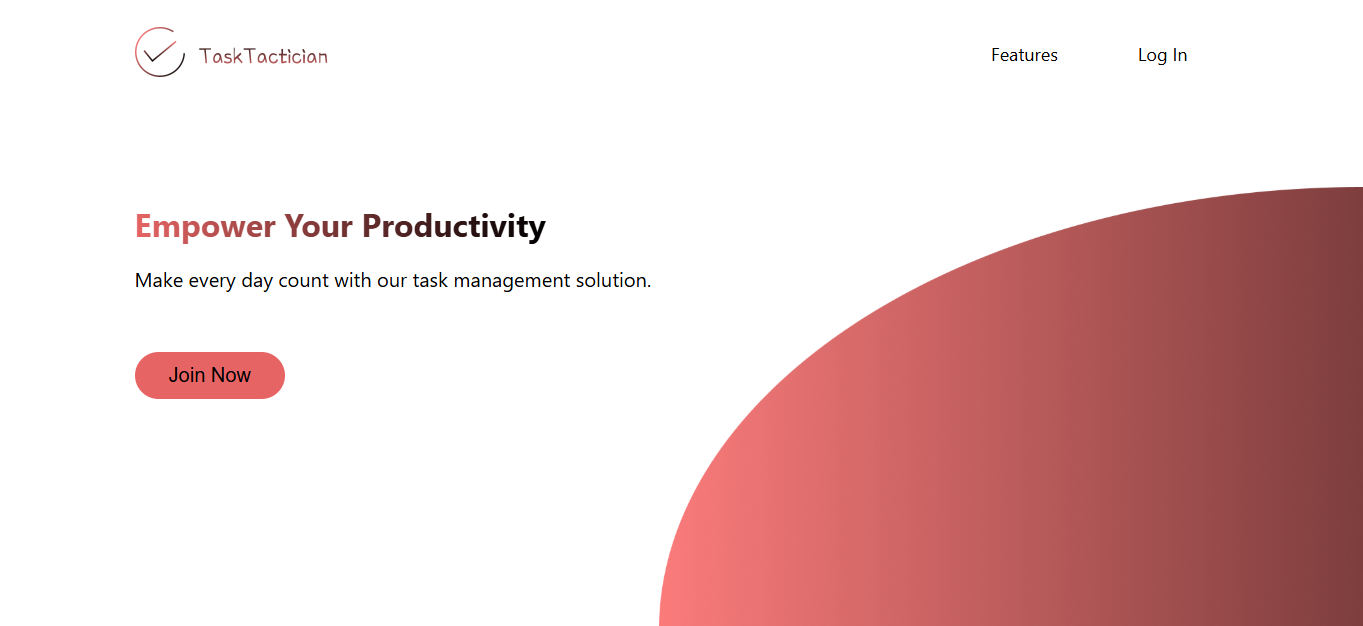 TaskTactician
Features
Log In
Empower Your Productivity
Make every day count with our task management solution.
Join Now